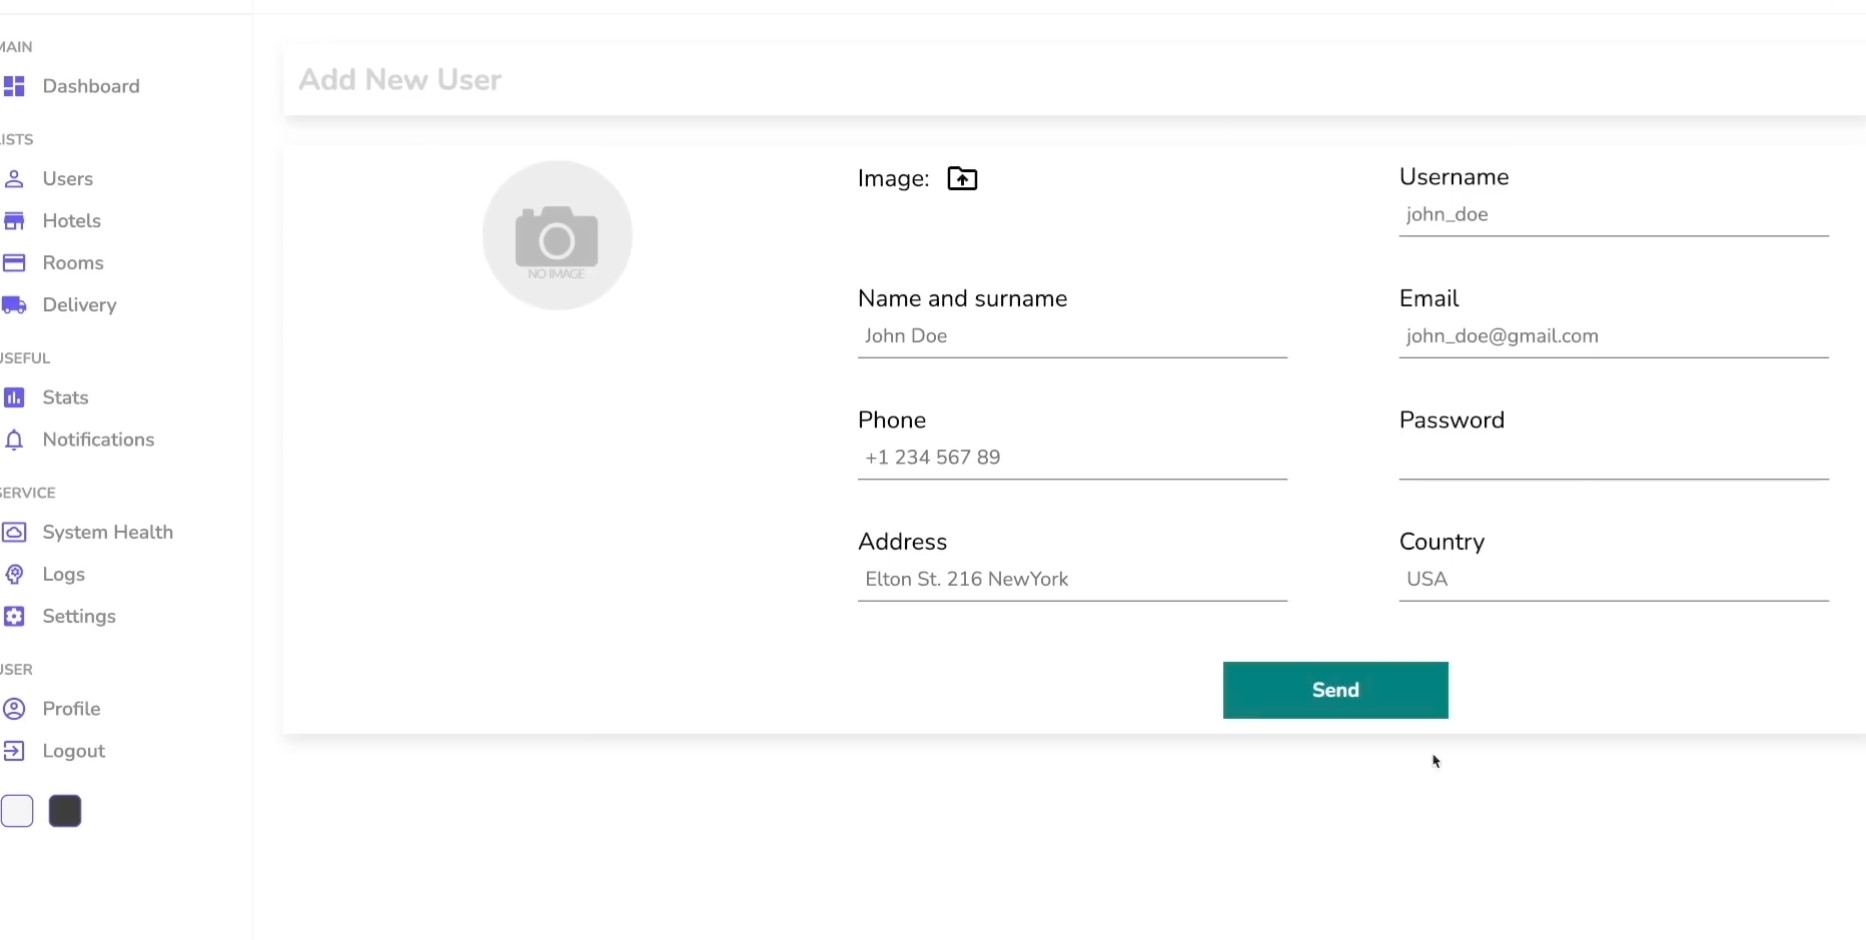 MAIN
Dashboard
LISTS
Users
Hotels
Rooms
Delivery
USEFUL
Stats
Notifications
SERVICE
System Health
Logs
Settings
USER
Profile
Logout
Add New User
NO IMAGE
Image:
Username
john_doe
Name and surname
John Doe
Email
john_doe@gmail.com
Phone
+1 234 567 89
Password
Address
Elton St. 216 NewYork
Country
USA
Send